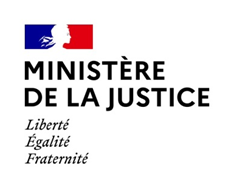 MINISTÈRE
DE LA JUSTICE
Liberté
Égalité
Fraternité